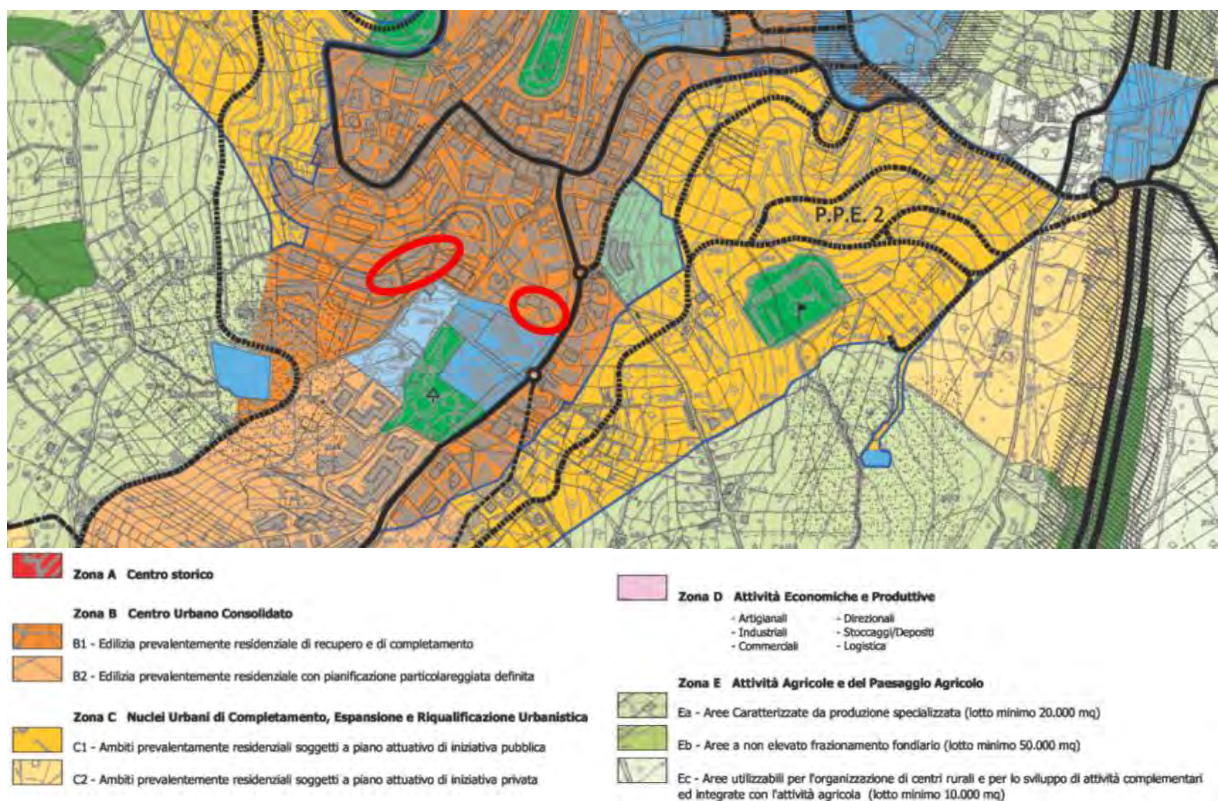 P.P.E. 2
Zona A Centro storico
Zona B Centro Urbano Consolidato
B1 - Edilizia prevalentemente residenziale di recupero e di completamento
B2 - Edilizia prevalentemente residenziale con pianificazione particolareggiata definita
Zona C Nuclei Urbani di Completamento, Espansione e Riqualificazione Urbanistica
C1 - Ambiti prevalentamente residenziali soggetti a piano attuativo di iniziativa pubblica
C2 - Ambiti prevalentamente residenziali soggetti a piano attuativo di iniziativa privata
Zona D Attività Economiche e Produttive
- Artigianali - Direzionali
- Industriali - Stoccaggi/Depositi
- Commerciali - Logistica
Zona E Attività Agricole e del Paesaggio Agricolo
Ea - Aree Caratterizzate da produzione specializzata (lotto minimo 20.000 mq)
Eb - Aree a non elevato frazionamento fondiario (lotto minimo 50.000 mq)
Ec - Aree utilizzabili per l'organizzazione di centri rurali e per lo sviluppo di attività complementari
ed integrate con l'attività agricola (lotto minimo 10.000 mq)